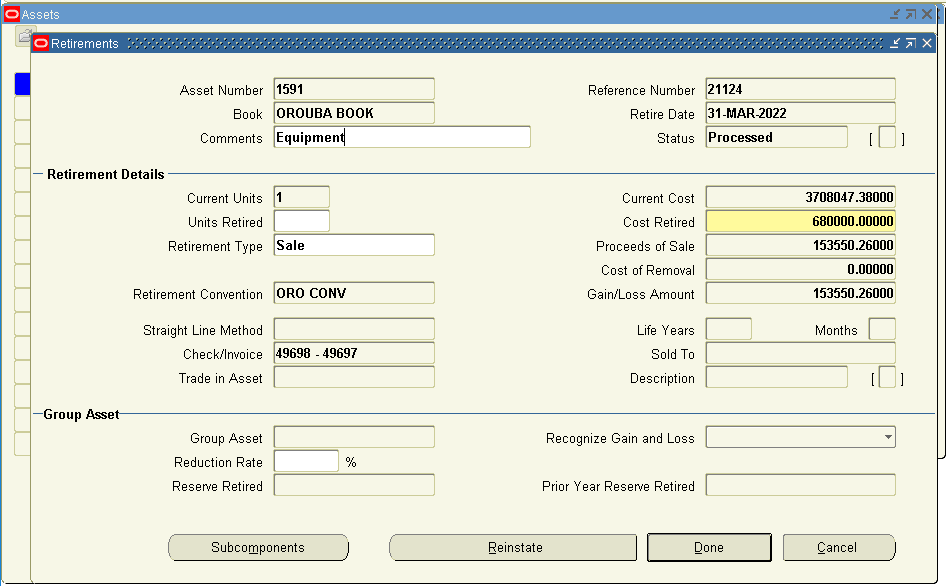 Assets
Retirements
Asset Number 1591 Reference Number 21124
Book OROUBA BOOK Retire Date 31-MAR-2022
Comments Equipment Status Processed [ ]
Retirement Details
Current Units 1 Current Cost 3708047.38000
Units Retired Cost Retired 680000.00000
Retirement Type Sale Proceeds of Sale 153550.26000
Cost of Removal 0.00000
Retirement Convention ORO CONV Gain/Loss Amount 153550.26000
Straight Line Method Life Years Months
Check/Invoice 49698 - 49697 Sold To
Trade in Asset Description [ ]
Group Asset
Group Asset Recognize Gain and Loss
Reduction Rate %
Reserve Retired Prior Year Reserve Retired
Subcomponents Reinstate Done Cancel